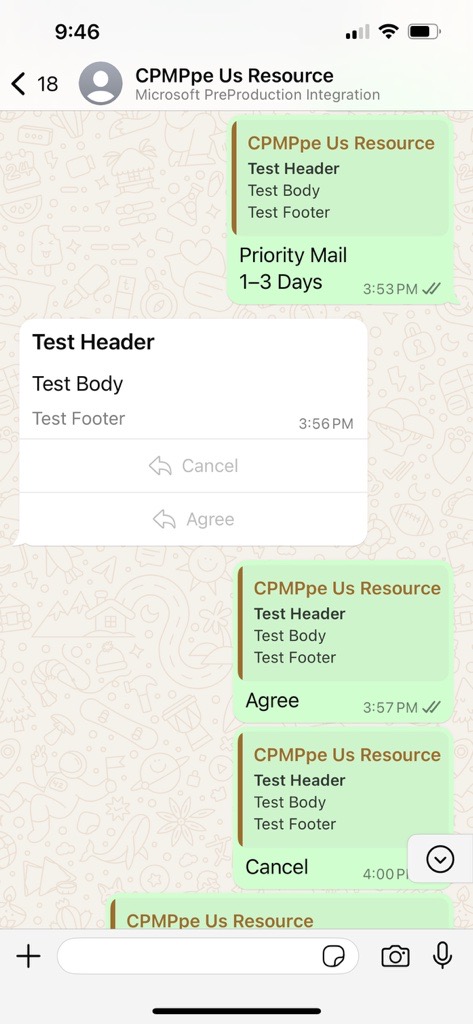 9:46
18
CPMPpe Us Resource
Microsoft PreProduction Integration
CPMPpe Us Resource
Test Header
Test Body
Test Footer
Priority Mail
1–3 Days
3:53 PM
Test Header
Test Body
Test Footer
3:56 PM
Cancel
Agree
CPMPpe Us Resource
Test Header
Test Body
Test Footer
Agree
3:57 PM
CPMPpe Us Resource
Test Header
Test Body
Test Footer
Cancel
4:00
CPMPpe Us Resource